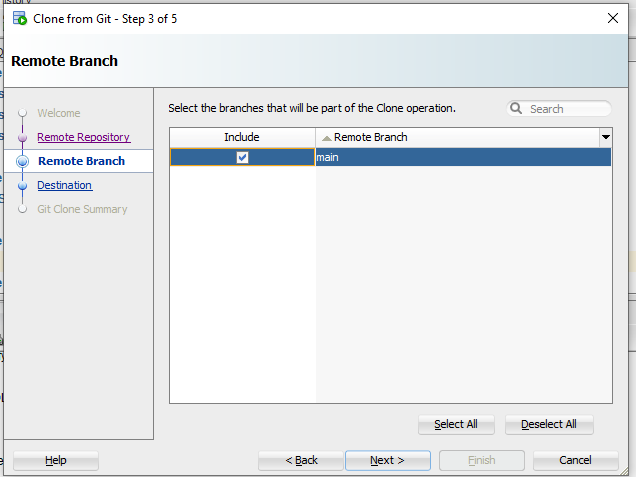 Clone from Git - Step 3 of 5
Remote Branch
Welcome
Remote Repository
Remote Branch
Destination
Git Clone Summary
Select the branches that will be part of the Clone operation.
Search
Include
Remote Branch
main
Select All
Deselect All
Help
< Back
Next >
Finish
Cancel